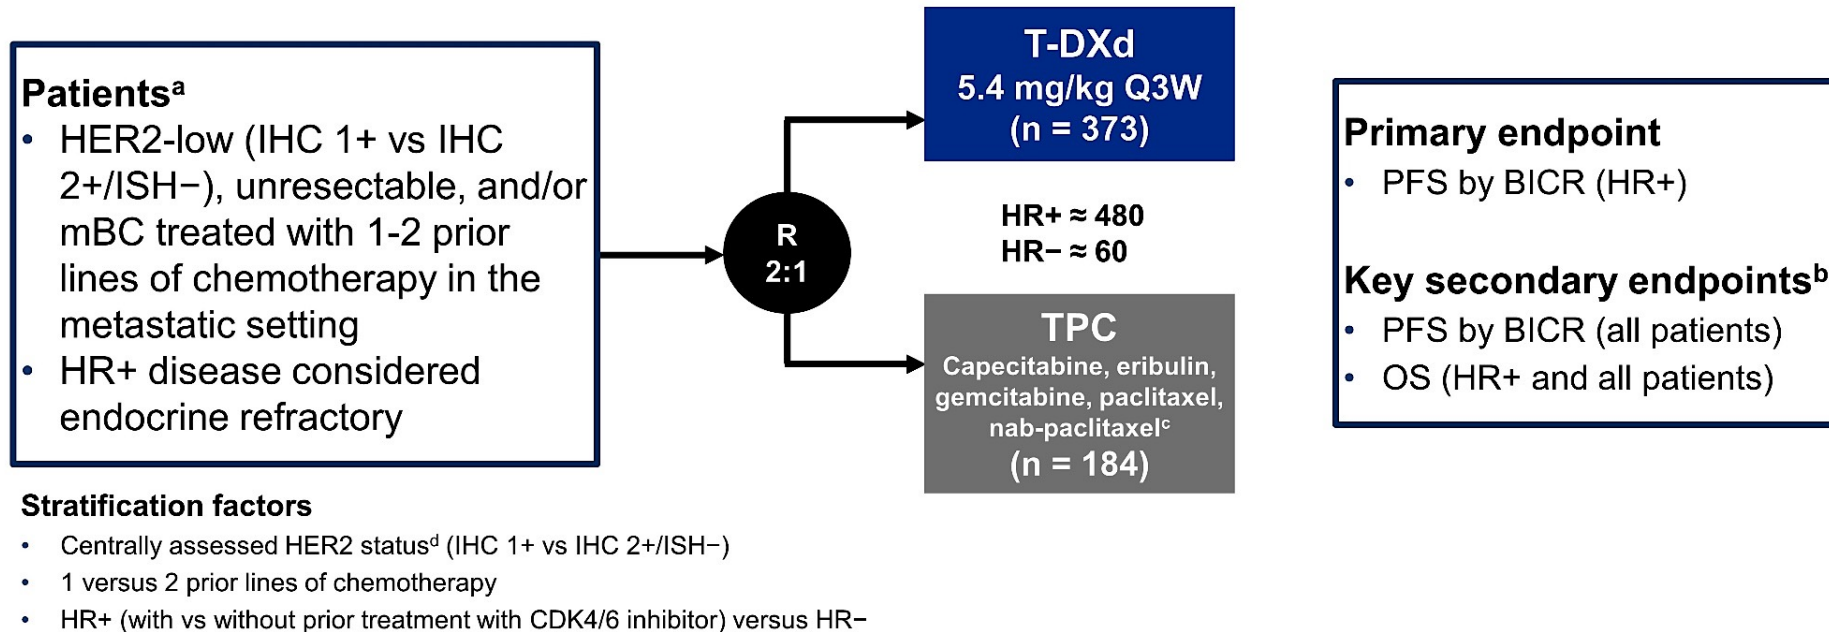 Patientsᵃ
• HER2-low (IHC 1+ vs IHC
2+/ISH−), unresectable, and/or
mBC treated with 1-2 prior
lines of chemotherapy in the
metastatic setting
• HR+ disease considered
endocrine refractory
R
2:1
T-DXd
5.4 mg/kg Q3W
(n = 373)
HR+ ≈ 480
HR− ≈ 60
TPC
Capecitabine, eribulin,
gemcitabine, paclitaxel,
nab-paclitaxelᶜ
(n = 184)
Primary endpoint
• PFS by BICR (HR+)
Key secondary endpointsᵇ
• PFS by BICR (all patients)
• OS (HR+ and all patients)
Stratification factors
• Centrally assessed HER2 statusᵈ (IHC 1+ vs IHC 2+/ISH−)
• 1 versus 2 prior lines of chemotherapy
• HR+ (with vs without prior treatment with CDK4/6 inhibitor) versus HR−